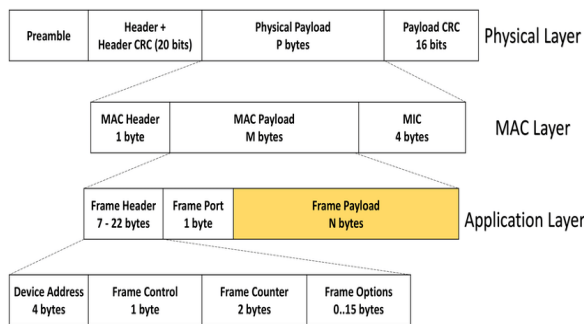 Preamble
Header +
Header CRC (20 bits)
Physical Payload
P bytes
Payload CRC
16 bits
Physical Layer
MAC Header
1 byte
MAC Payload
M bytes
MIC
4 bytes
MAC Layer
Frame Header
7 - 22 bytes
Frame Port
1 byte
Frame Payload
N bytes
Application Layer
Device Address
4 bytes
Frame Control
1 byte
Frame Counter
2 bytes
Frame Options
0..15 bytes